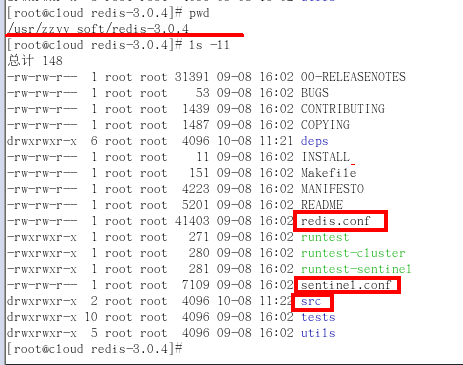 [root@cloud redis-3.0.4]# pwd
/usr/zzyy soft/redis-3.0.4
[root@cloud redis-3.0.4]# ls -ll
总计 148
-rw-rw-r-- 1 root root 31391 09-08 16:02 00-RELEASENOTES
-rw-rw-r-- 1 root root 53 09-08 16:02 BUGS
-rw-rw-r-- 1 root root 1439 09-08 16:02 CONTRIBUTING
-rw-rw-r-- 1 root root 1487 09-08 16:02 COPYING
drwxrwxr-x 6 root root 4096 10-08 11:21 deps
-rw-rw-r-- 1 root root 11 09-08 16:02 INSTALL
-rw-rw-r-- 1 root root 151 09-08 16:02 Makefile
-rw-rw-r-- 1 root root 4223 09-08 16:02 MANIFESTO
-rw-rw-r-- 1 root root 5201 09-08 16:02 README
-rw-rw-r-- 1 root root 41403 09-08 16:02 redis.conf
-rwxrwxr-x 1 root root 271 09-08 16:02 runtest
-rwxrwxr-x 1 root root 280 09-08 16:02 runtest-cluster
-rwxrwxr-x 1 root root 281 09-08 16:02 runtest-sentinel
-rw-rw-r-- 1 root root 7109 09-08 16:02 sentinel.conf
drwxrwxr-x 2 root root 4096 10-08 11:22 src
drwxrwxr-x 10 root root 4096 09-08 16:02 tests
drwxrwxr-x 5 root root 4096 09-08 16:02 utils
[root@cloud redis-3.0.4]#